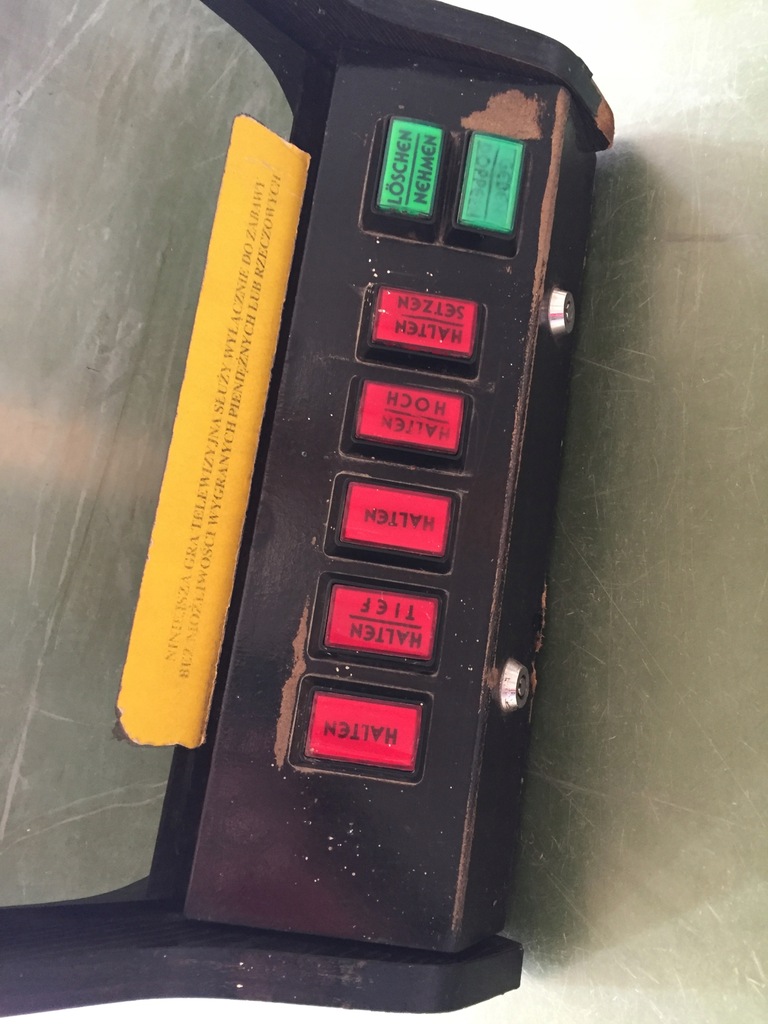 NINIEJSZA GRA TELEWIZYJNA SŁUŻY WYŁĄCZNIE DO ZABAWY
BEZ MOŻLIWOŚCI WYGRANYCH PIENIĘŻNYCH LUB RZECZOWYCH
HALTEN
HALTEN
TIEF
HALTEN
HALTEN
HOCH
HALTEN
SETZEN
LÖSCHEN
NEHMEN